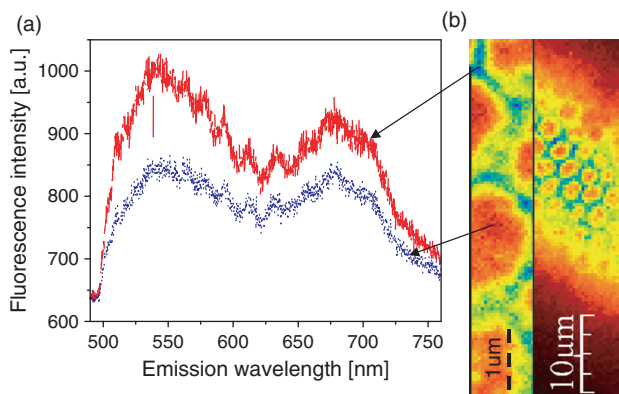 (a)
(b)
Fluorescence intensity [a.u.]
1000
900
800
700
600
500
550
600
650
700
750
Emission wavelength [nm]
1um
10µm